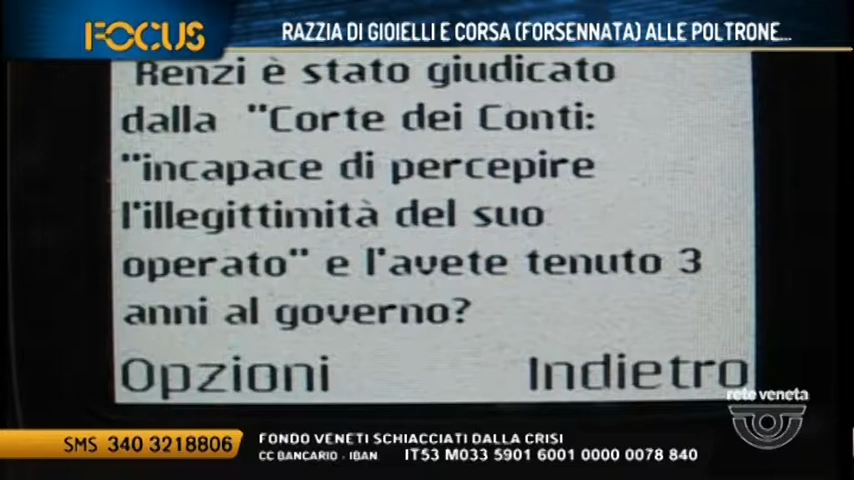 FOCUS
RAZZIA DI GIOIELLI E CORSA (FORSENNATA) ALLE POLTRONE...
Renzi è stato giudicato
dalla "Corte dei Conti:
"incapace di percepire
l'illegittimità del suo
operato" e l'avete tenuto 3
anni al governo?
Opzioni Indietro
rete veneta
SMS 340 3218806
FONDO VENETI SCHIACCIATI DALLA CRISI
CC BANCARIO - IBAN IT53 M033 5901 6001 0000 0078 840